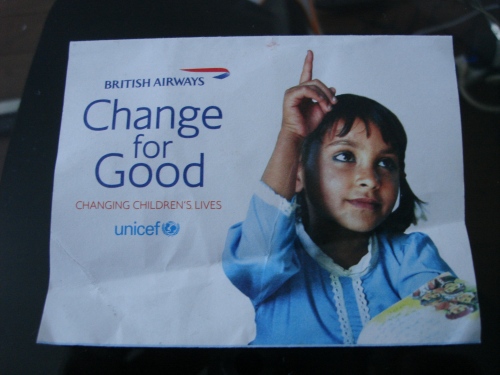 BRITISH AIRWAYS
Change
for
Good
CHANGING CHILDREN'S LIVES
unicef